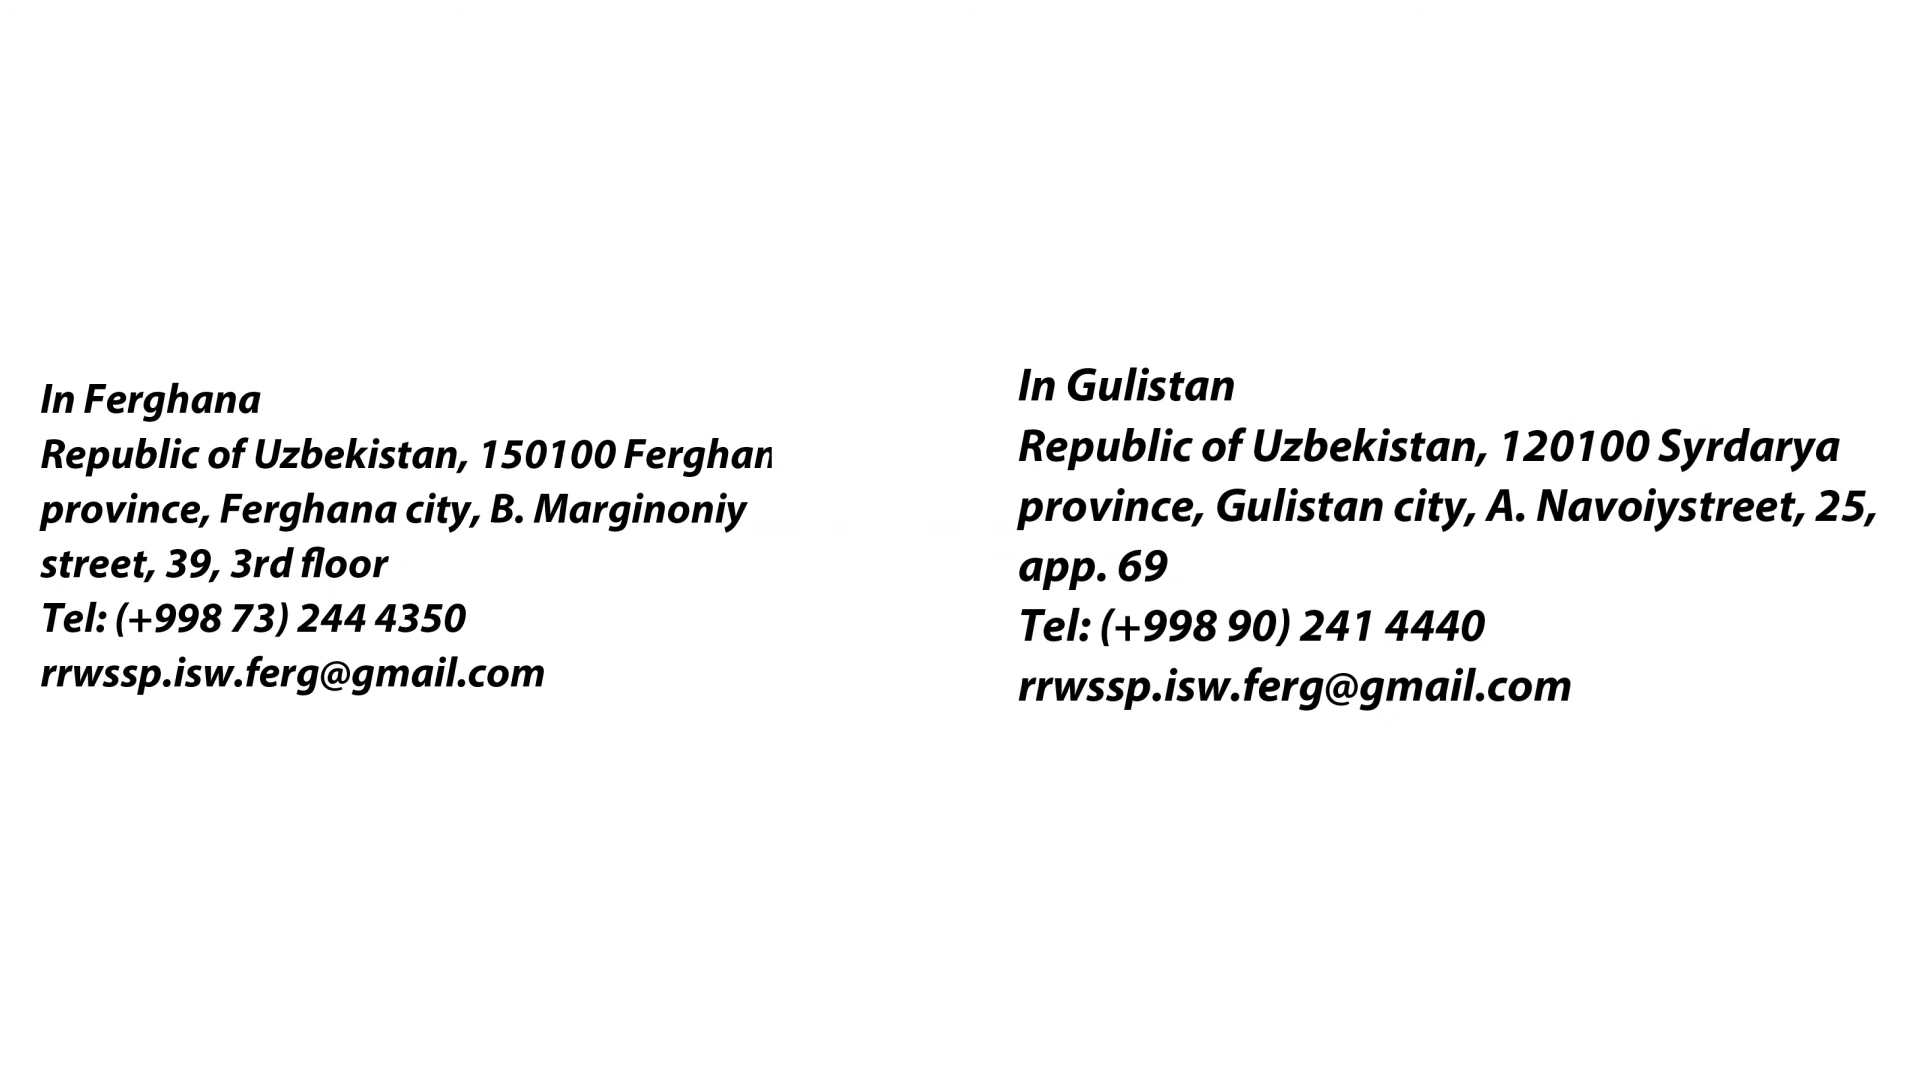 In Ferghana
Republic of Uzbekistan, 150100 Ferghan
province, Ferghana city, B. Marginoniy
street, 39, 3rd floor
Tel: (+998 73) 244 4350
rrwssp.isw.ferg@gmail.com
In Gulistan
Republic of Uzbekistan, 120100 Syrdarya
province, Gulistan city, A. Navoiystreet, 25,
app. 69
Tel: (+998 90) 241 4440
rrwssp.isw.ferg@gmail.com